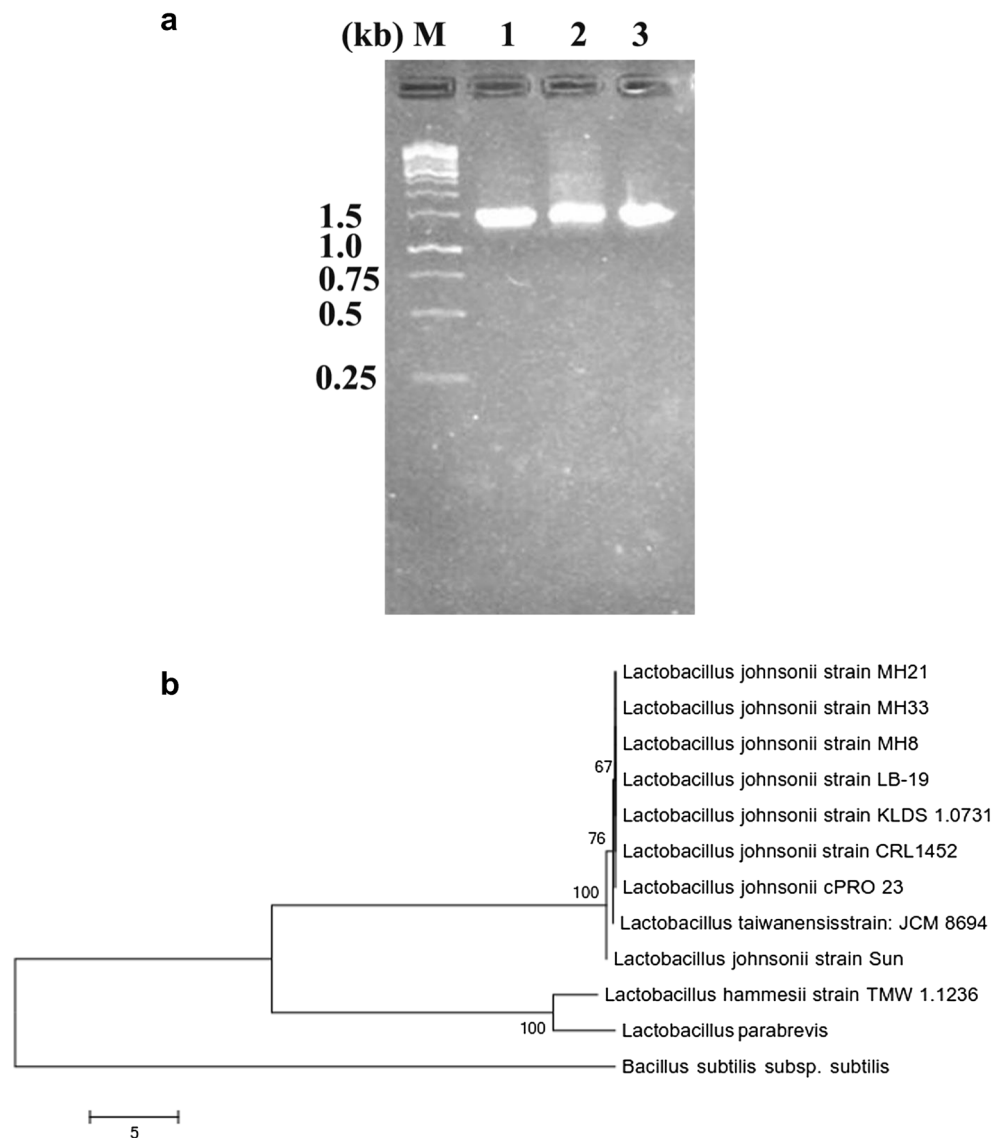 a
(kb) M 1 2 3
1.5
1.0
0.75
0.5
0.25
b
Lactobacillus johnsonii strain MH21
Lactobacillus johnsonii strain MH33
Lactobacillus johnsonii strain MH8
67
Lactobacillus johnsonii strain LB-19
Lactobacillus johnsonii strain KLDS 1.0731
76
Lactobacillus johnsonii strain CRL1452
100
Lactobacillus johnsonii cPRO 23
Lactobacillus taiwanensisstrain: JCM 8694
Lactobacillus johnsonii strain Sun
Lactobacillus hammesii strain TMW 1.1236
100
Lactobacillus parabrevis
Bacillus subtilis subsp. subtilis
5